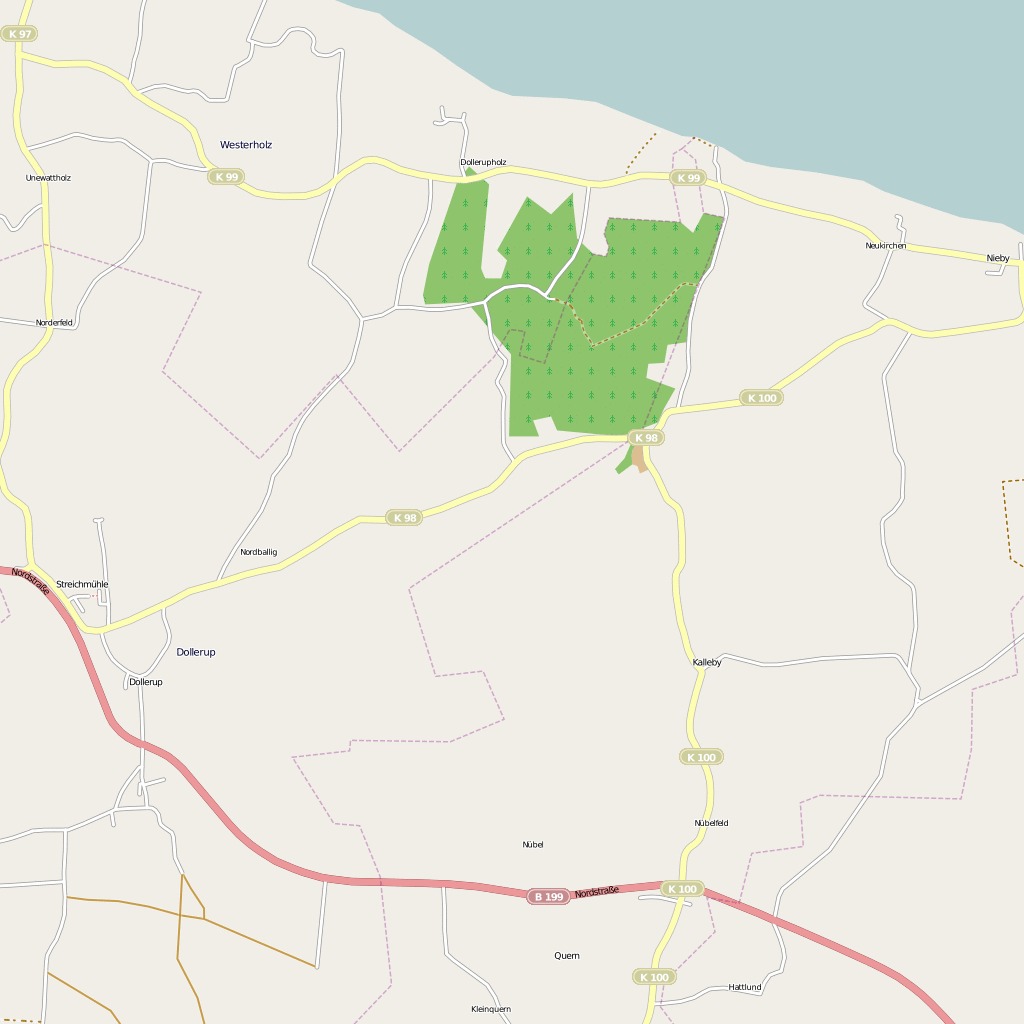 K 97
Westerholz
Dollerupholz
K 99
K 99
Unewattholz
Neukirchen
Nieby
Norderfeld
K 100
K 98
K 98
Nordballig
Nordstraße
Streichmühle
Dollerup
Kalleby
Dollerup
K 100
Nübelfeld
Nübel
K 100
B 199
Nordstraße
Quern
K 100
Hattlund
Kleinquern